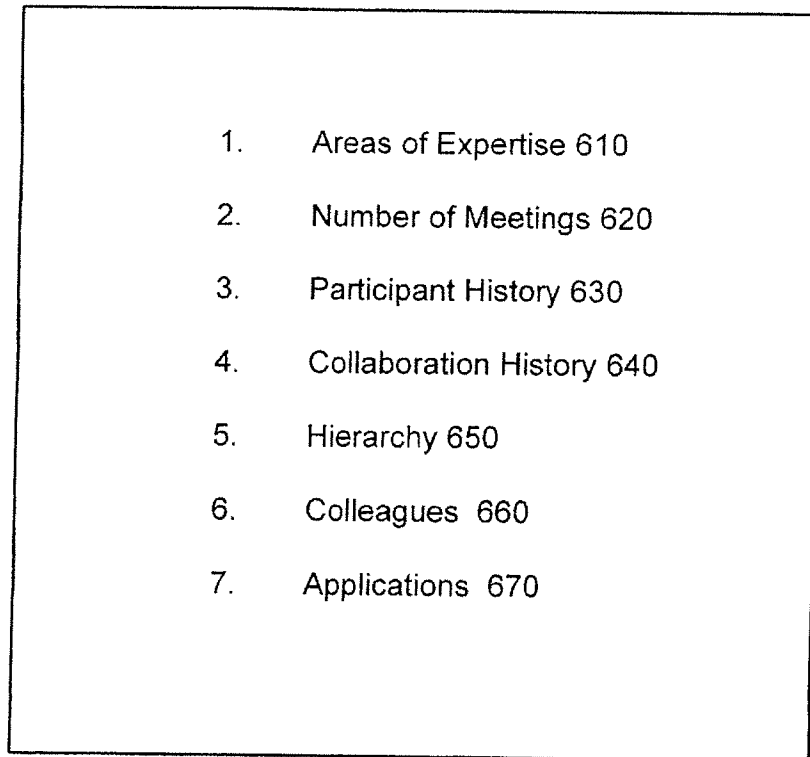 1. Areas of Expertise 610
2. Number of Meetings 620
3. Participant History 630
4. Collaboration History 640
5. Hierarchy 650
6. Colleagues 660
7. Applications 670